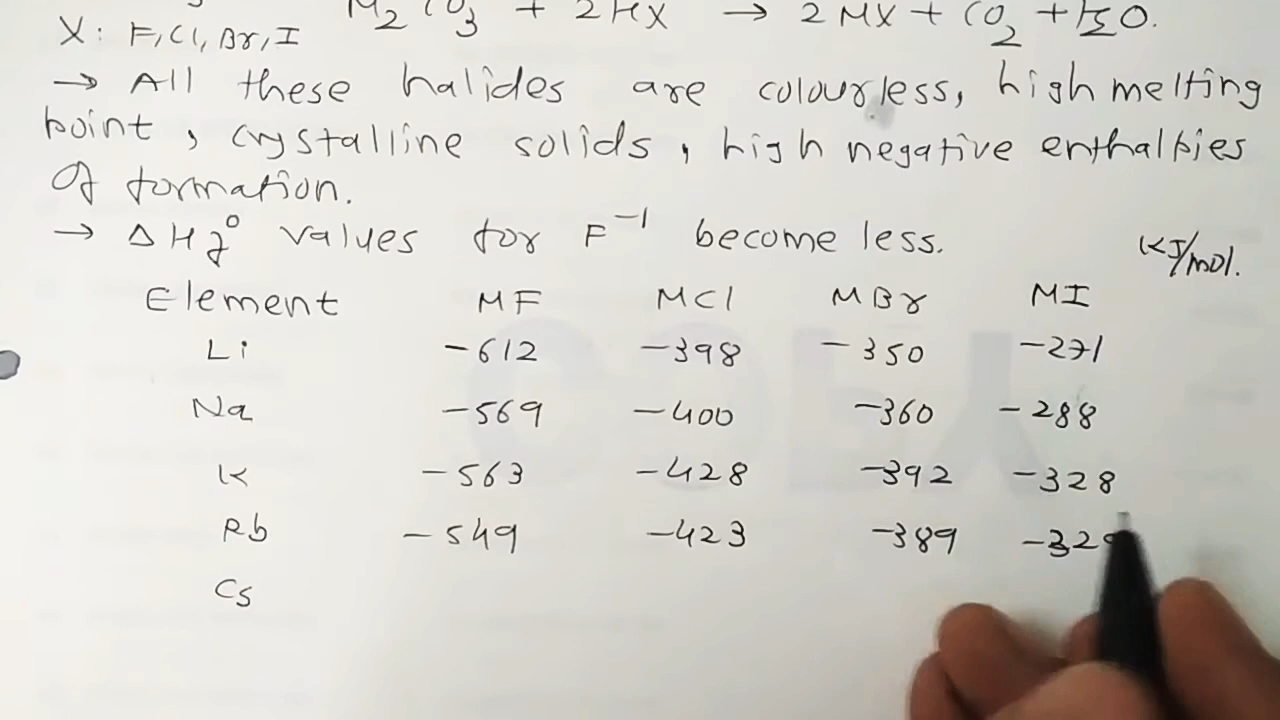 M2CO3 + 2HX → 2MX + CO2 + H2O.
X: F, Cl, Br, I
→ All these halides are colourless, high melting
point, crystalline solids, high negative enthalpies
of formation.
→ ΔHf° values for F⁻¹ become less.
KJ/mol.
Element MF MCl MBr MI
Li -612 -398 -350 -271
Na -569 -400 -360 -288
K -563 -428 -392 -328
Rb -549 -423 -389 -329
Cs